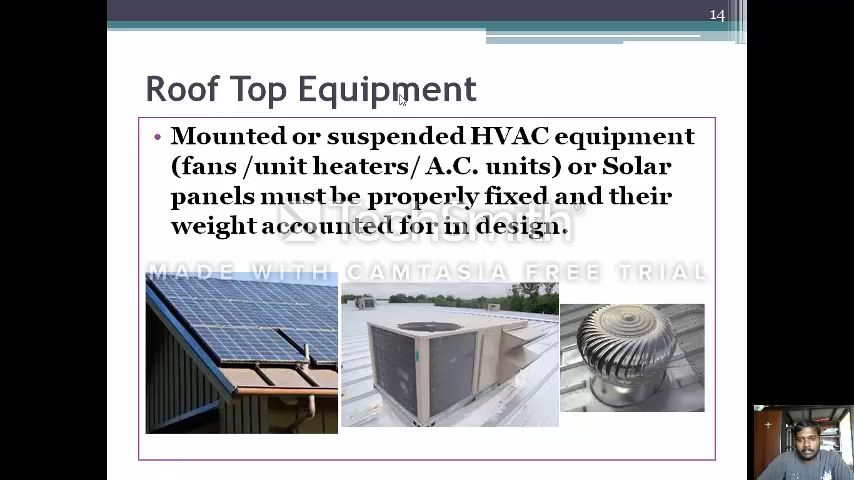 14
Roof Top Equipment
• Mounted or suspended HVAC equipment
(fans /unit heaters/ A.C. units) or Solar
panels must be properly fixed and their
weight accounted for in design.
TechSmith®
MADE WITH CAMTASIA FREE TRIAL